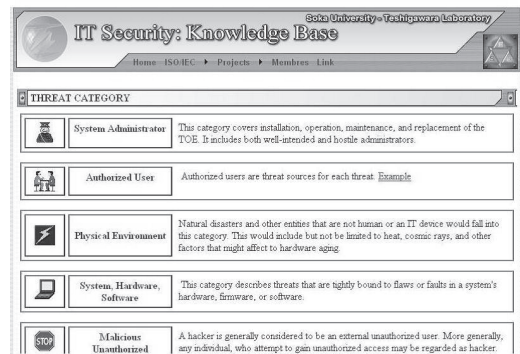 Soka University - Teshigawara Laboratory
IT Security: Knowledge Base
Home ISO/IEC Projects Membres Link
THREAT CATEGORY
System Administrator
This category covers installation, operation, maintenance, and replacement of the
TOE. It includes both well-intended and hostile administrators.
Authorized User
Authorized users are threat sources for each threat. Example
Physical Environment
Natural disasters and other entities that are not human or an IT device would fall into
this category. This would include but not be limited to heat, cosmic rays, and other
factors that might affect to hardware aging.
System, Hardware,
Software
This category describes threats that are tightly bound to flaws or faults in a system's
hardware, firmware, or software.
STOP
Malicious
Unauthorized
A hacker is generally considered to be an external unauthorized user. More generally,
any individual, who attempt to gain unauthorized access may be regarded as hacker.